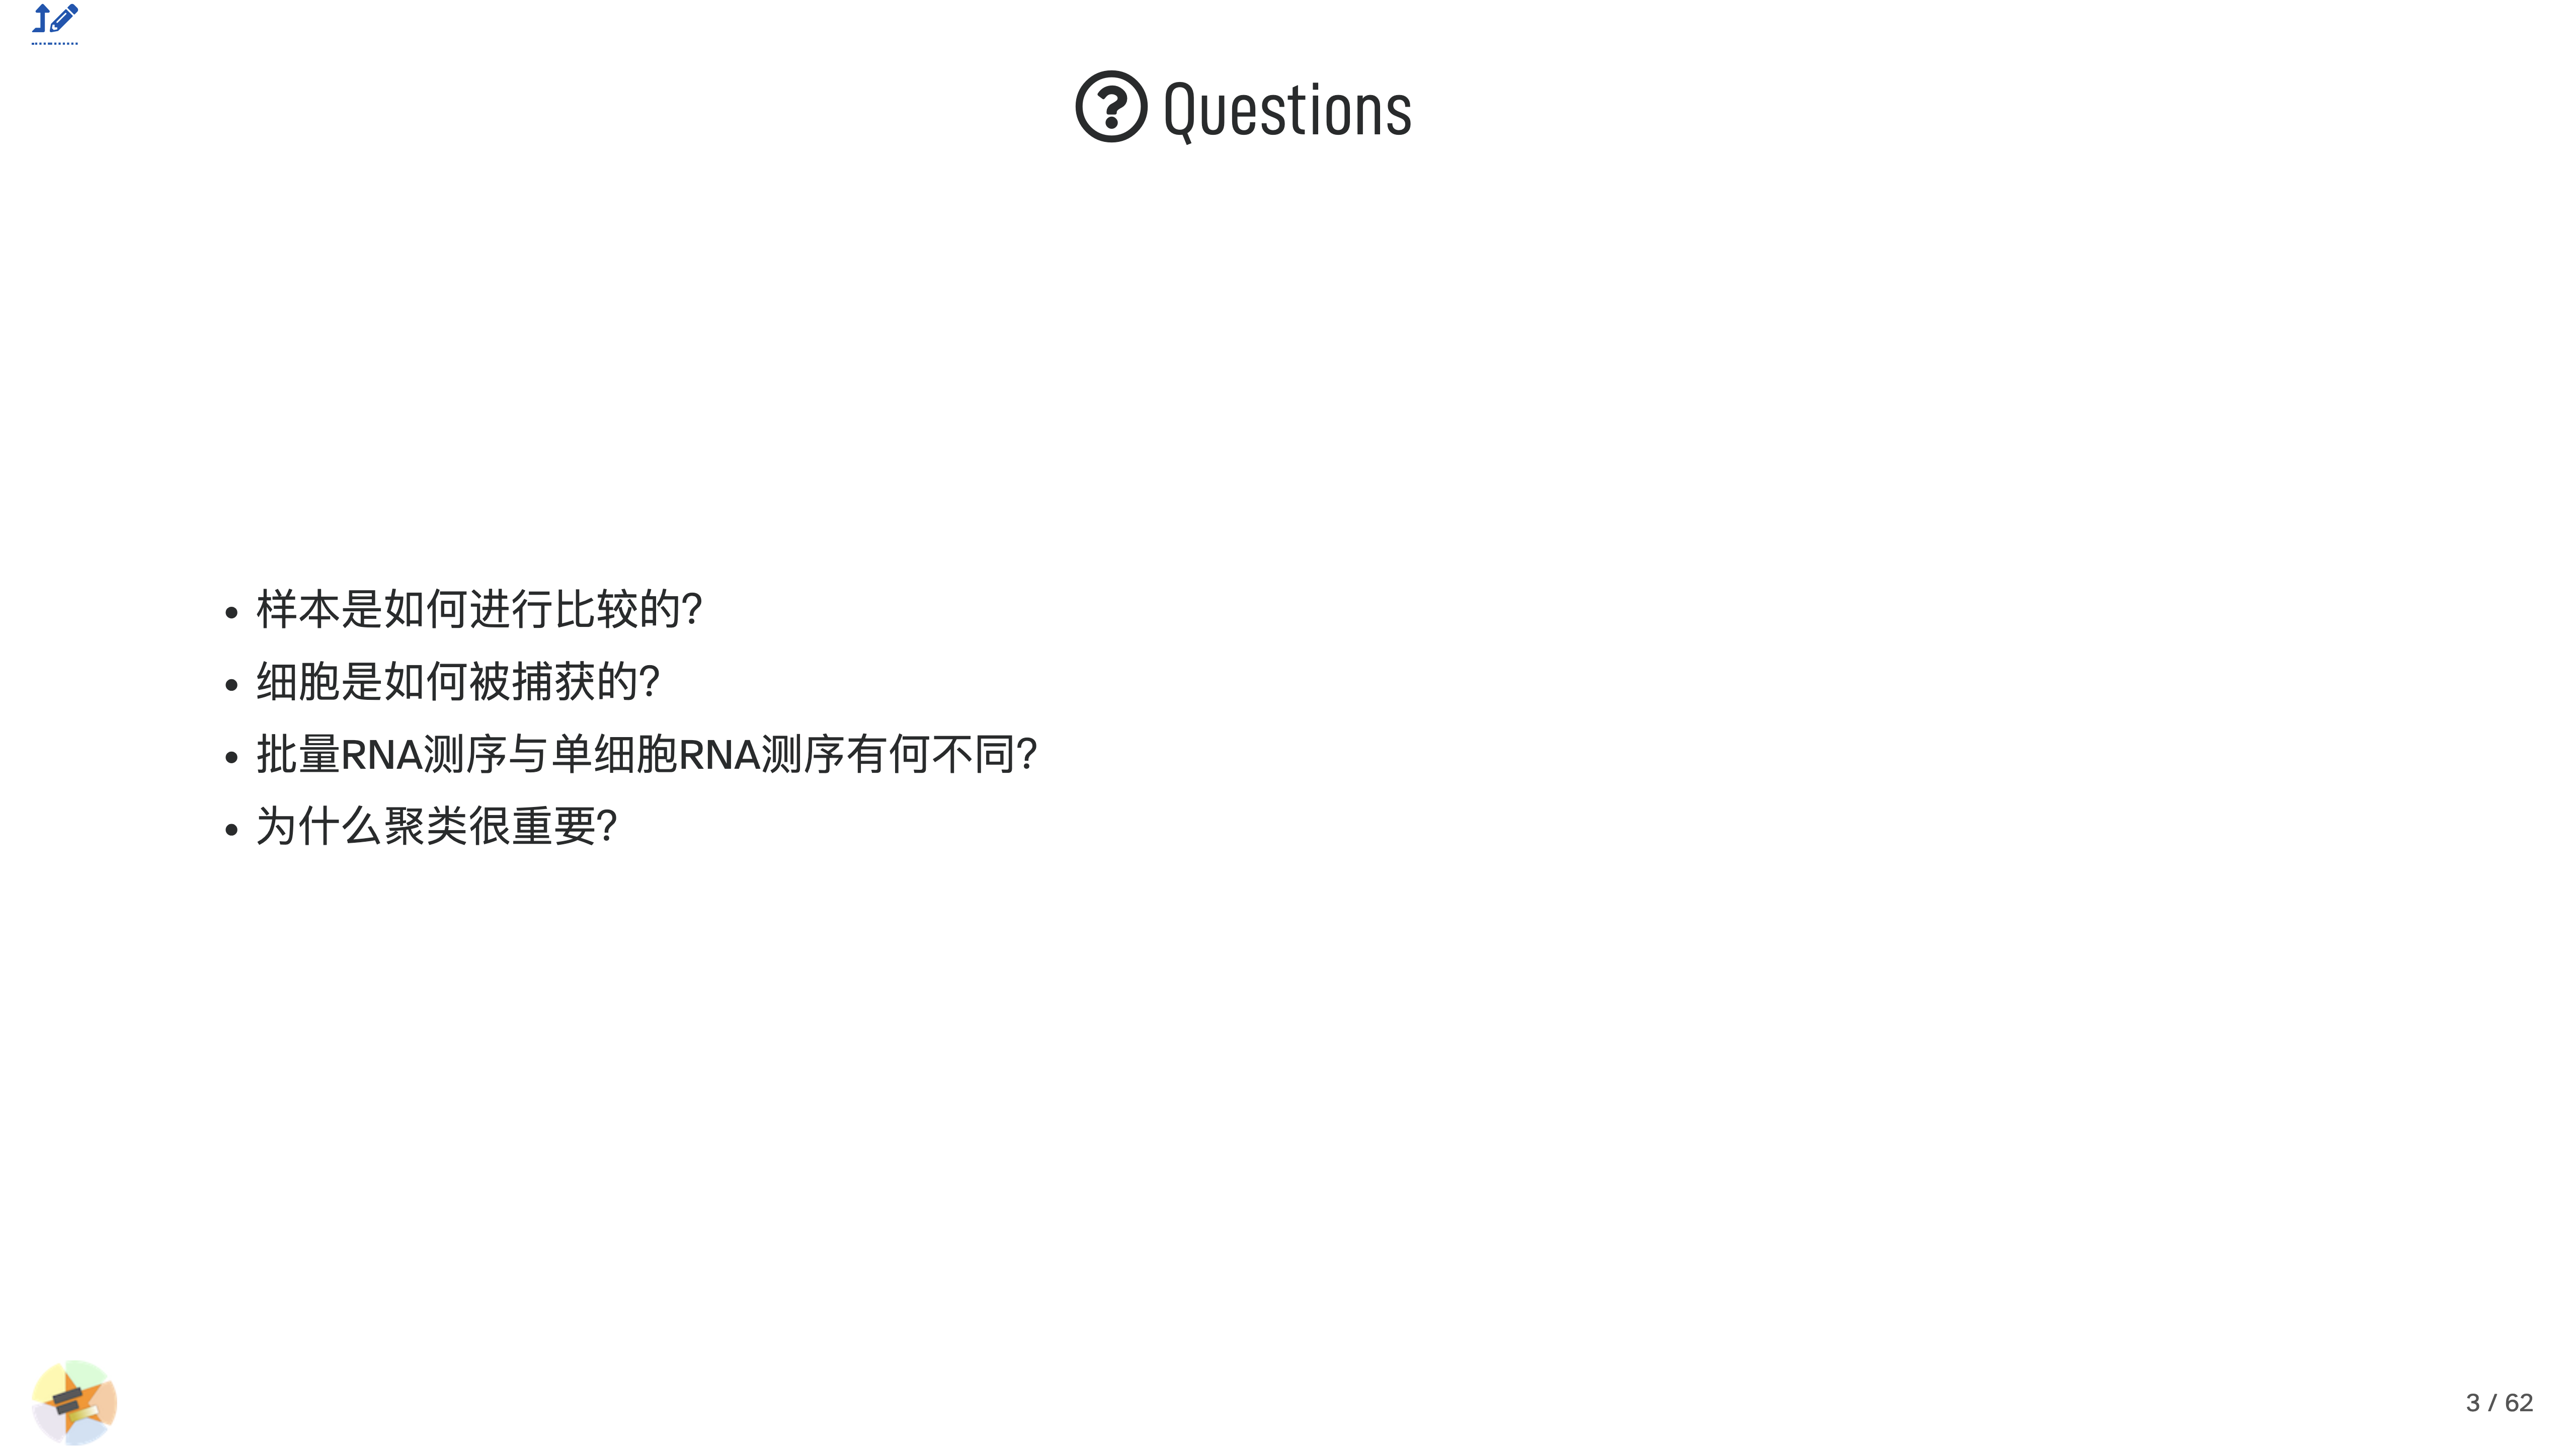 Questions
样本是如何进行比较的?
细胞是如何被捕获的?
批量RNA测序与单细胞RNA测序有何不同?
为什么聚类很重要?
3 / 62